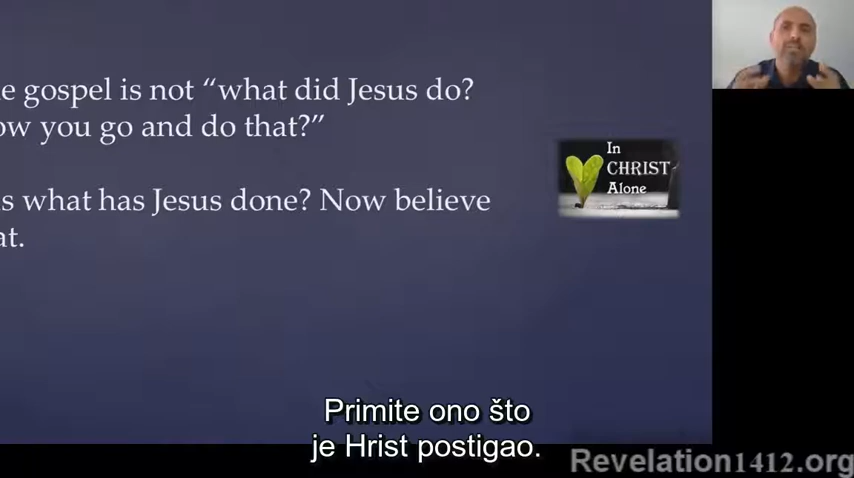 e gospel is not “what did Jesus do?
ow you go and do that?”
s what has Jesus done? Now believe
at.
In
CHRIST
Alone
Primite ono što
je Hrist postigao.
Revelation1412.org